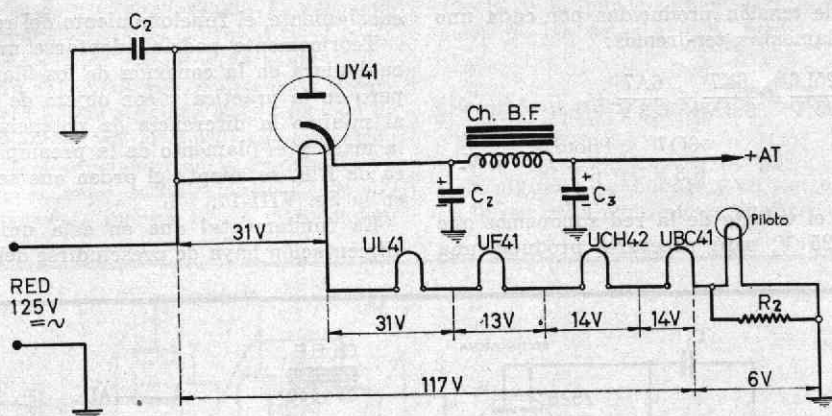 C₂
UY41
Ch. B.F.
+AT
C₂
C₃
31V
UL41
UF41
UCH42
UBC41
Piloto
RED
125V
=~
R₂
31V
13V
14V
14V
117V
6V